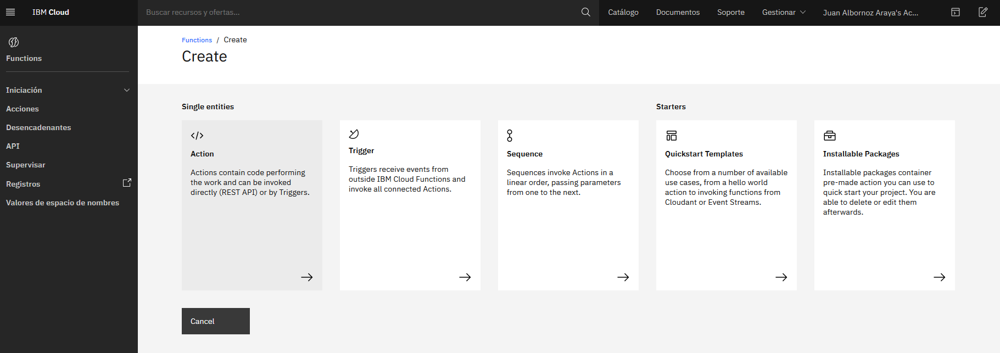 IBM Cloud
Buscar recursos y ofertas...
Catálogo
Documentos
Soporte
Gestionar
Juan Albornoz Araya's Ac...
Functions
Iniciación
Acciones
Desencadenantes
API
Supervisar
Registros
Valores de espacio de nombres
Functions / Create
Create
Single entities
Action
Actions contain code performing
the work and can be invoked
directly (REST API) or by Triggers.
Trigger
Triggers receive events from
outside IBM Cloud Functions and
invoke all connected Actions.
Sequence
Sequences invoke Actions in a
linear order, passing parameters
from one to the next.
Starters
Quickstart Templates
Choose from a number of available
use cases, from a hello world
action to invoking functions from
Cloudant or Event Streams.
Installable Packages
Installable packages container
pre-made action you can use to
quick start your project. You are
able to delete or edit them
afterwards.
Cancel